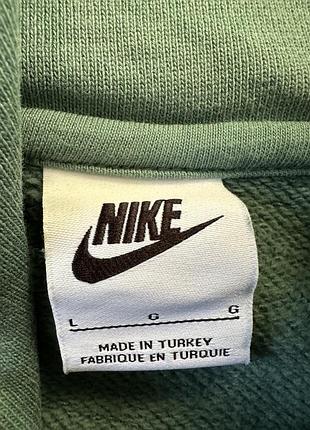 NIKE
L G G
MADE IN TURKEY
FABRIQUE EN TURQUIE